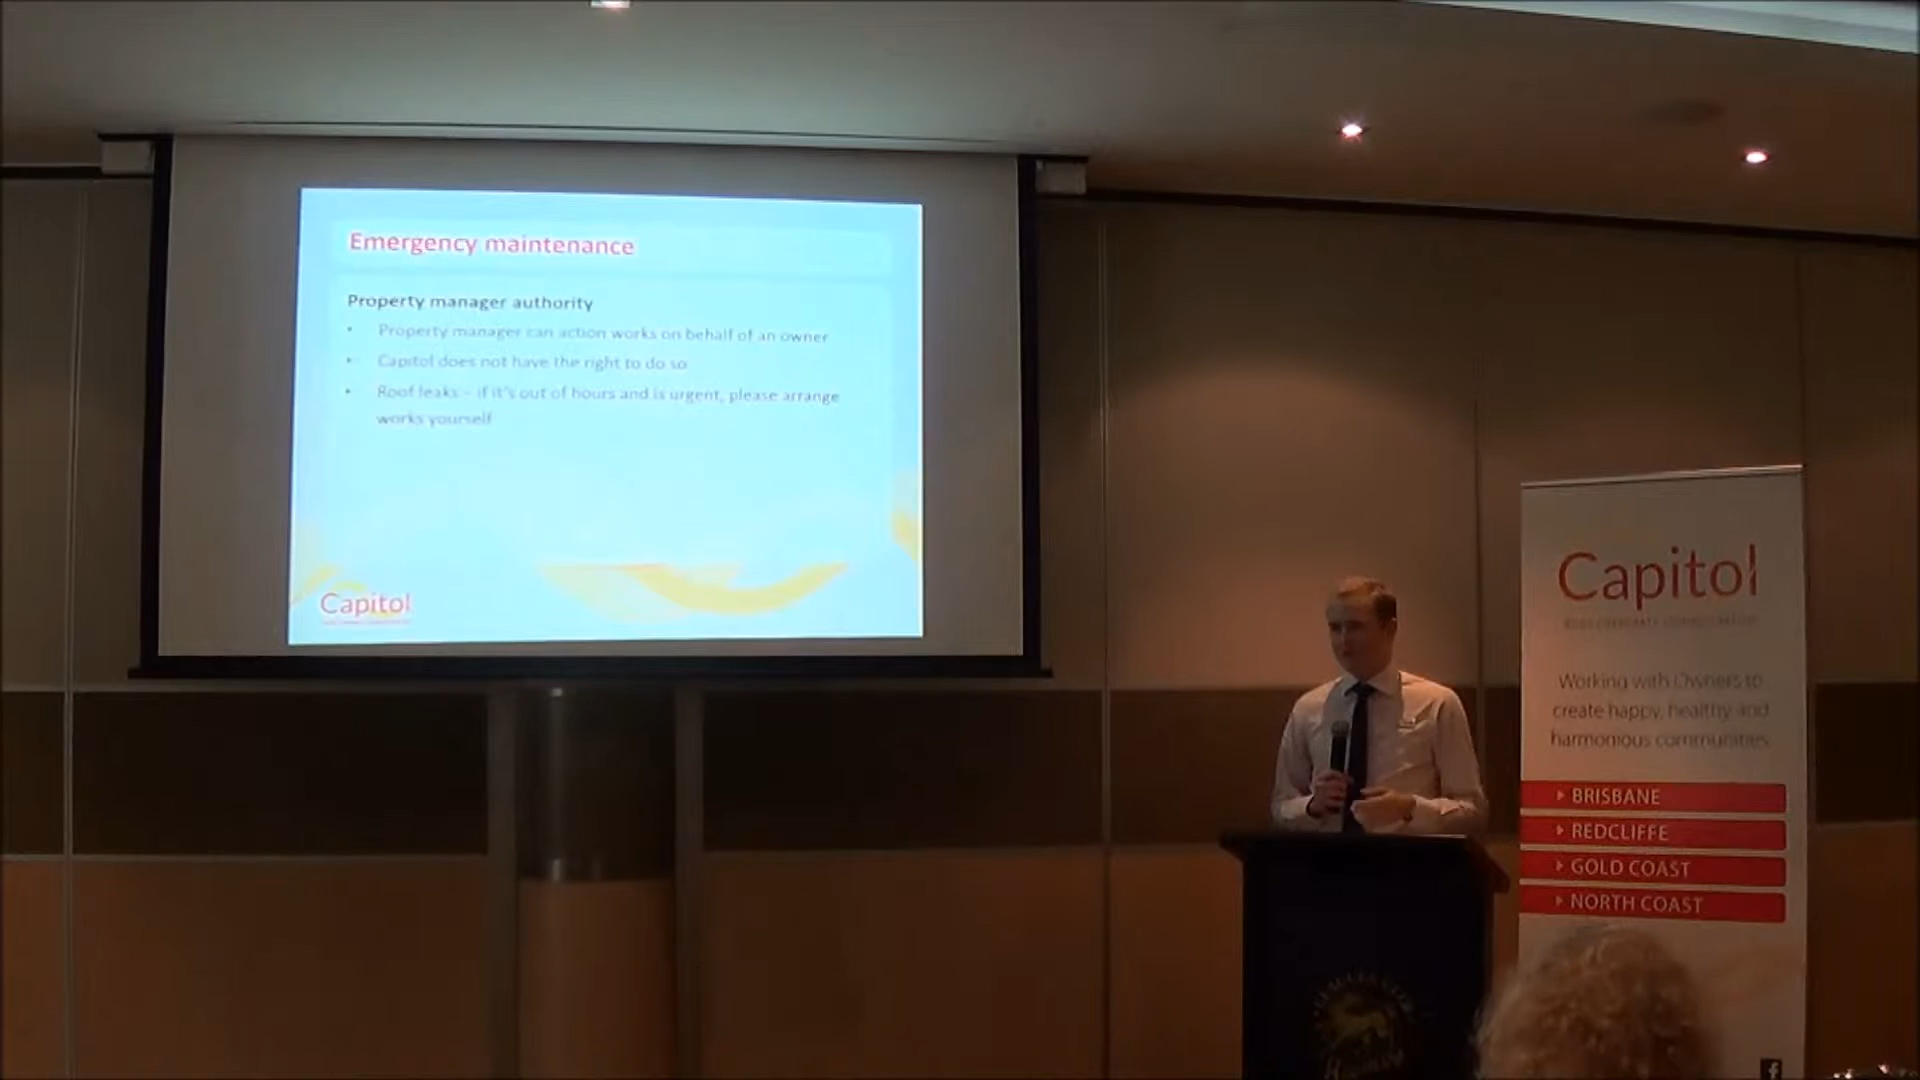 Emergency maintenance
Property manager authority
• Property manager can action works on behalf of an owner
• Capitol does not have the right to do so
• Roof leaks – if it's out of hours and is urgent, please arrange
works yourself
Capitol
Capitol
Working with Owners to
create happy, healthy and
harmonious communities
BRISBANE
REDCLIFFE
GOLD COAST
NORTH COAST